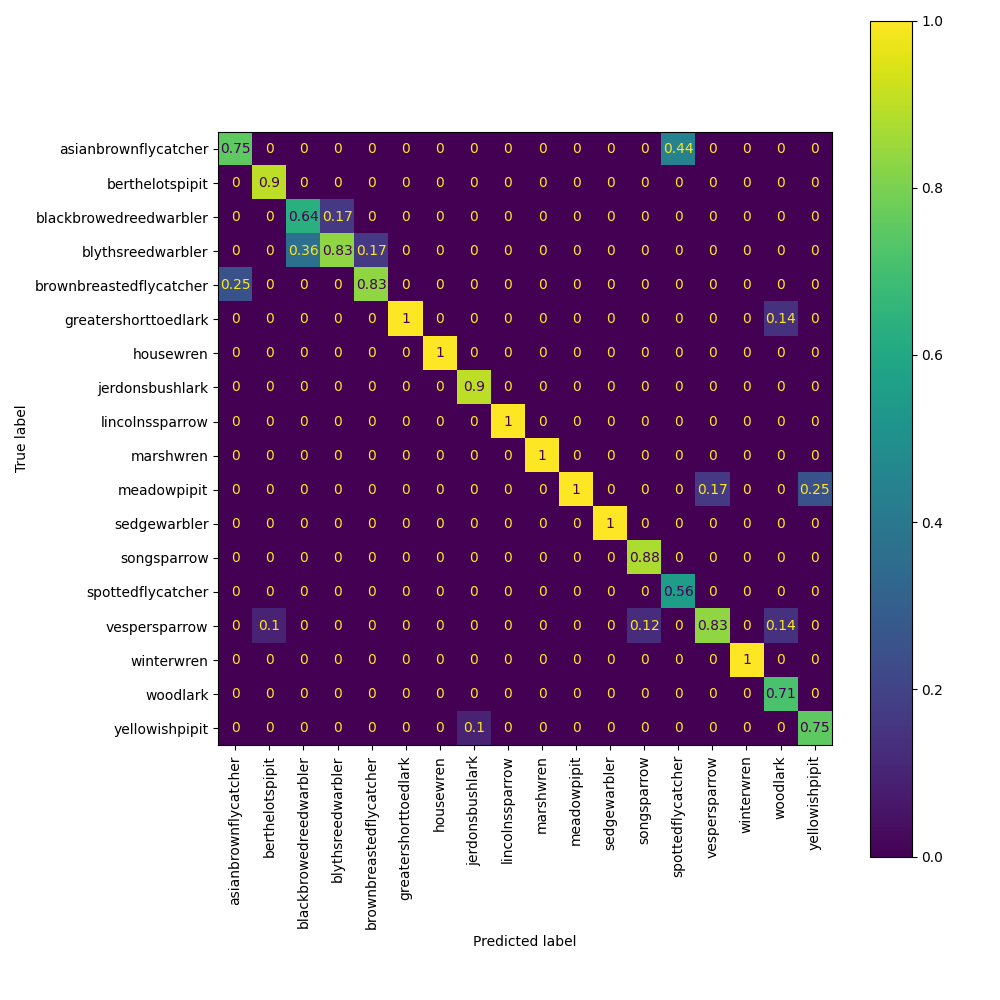 1.0
asianbrownflycatcher 0.75 0 0 0 0 0 0 0 0 0 0 0 0 0.44 0 0 0 0
berthelotspipit 0 0.9 0 0 0 0 0 0 0 0 0 0 0 0 0 0 0 0
0.8
blackbrowedreedwarbler 0 0 0.64 0.17 0 0 0 0 0 0 0 0 0 0 0 0 0 0
blythsreedwarbler 0 0 0.36 0.83 0.17 0 0 0 0 0 0 0 0 0 0 0 0 0
brownbreastedflycatcher 0.25 0 0 0 0.83 0 0 0 0 0 0 0 0 0 0 0 0 0
greatershorttoedlark 0 0 0 0 0 1 0 0 0 0 0 0 0 0 0 0 0.14 0
housewren 0 0 0 0 0 0 1 0 0 0 0 0 0 0 0 0 0 0
0.6
jerdonsbushlark 0 0 0 0 0 0 0 0.9 0 0 0 0 0 0 0 0 0 0
lincolnssparrow 0 0 0 0 0 0 0 0 1 0 0 0 0 0 0 0 0 0
True label
marshwren 0 0 0 0 0 0 0 0 0 1 0 0 0 0 0 0 0 0
meadowpipit 0 0 0 0 0 0 0 0 0 0 1 0 0 0 0.17 0 0 0.25
sedgewarbler 0 0 0 0 0 0 0 0 0 0 0 1 0 0 0 0 0 0
0.4
songsparrow 0 0 0 0 0 0 0 0 0 0 0 0 0.88 0 0 0 0 0
spottedflycatcher 0 0 0 0 0 0 0 0 0 0 0 0 0 0.56 0 0 0 0
vespersparrow 0 0.1 0 0 0 0 0 0 0 0 0 0 0.12 0 0.83 0 0.14 0
winterwren 0 0 0 0 0 0 0 0 0 0 0 0 0 0 0 1 0 0
woodlark 0 0 0 0 0 0 0 0 0 0 0 0 0 0 0 0 0.71 0
0.2
yellowishpipit 0 0 0 0 0 0 0 0.1 0 0 0 0 0 0 0 0 0 0.75
asianbrownflycatcher
berthelotspipit
blackbrowedreedwarbler
blythsreedwarbler
brownbreastedflycatcher
greatershorttoedlark
housewren
jerdonsbushlark
lincolnssparrow
marshwren
meadowpipit
sedgewarbler
songsparrow
spottedflycatcher
vespersparrow
winterwren
woodlark
yellowishpipit
0.0
Predicted label